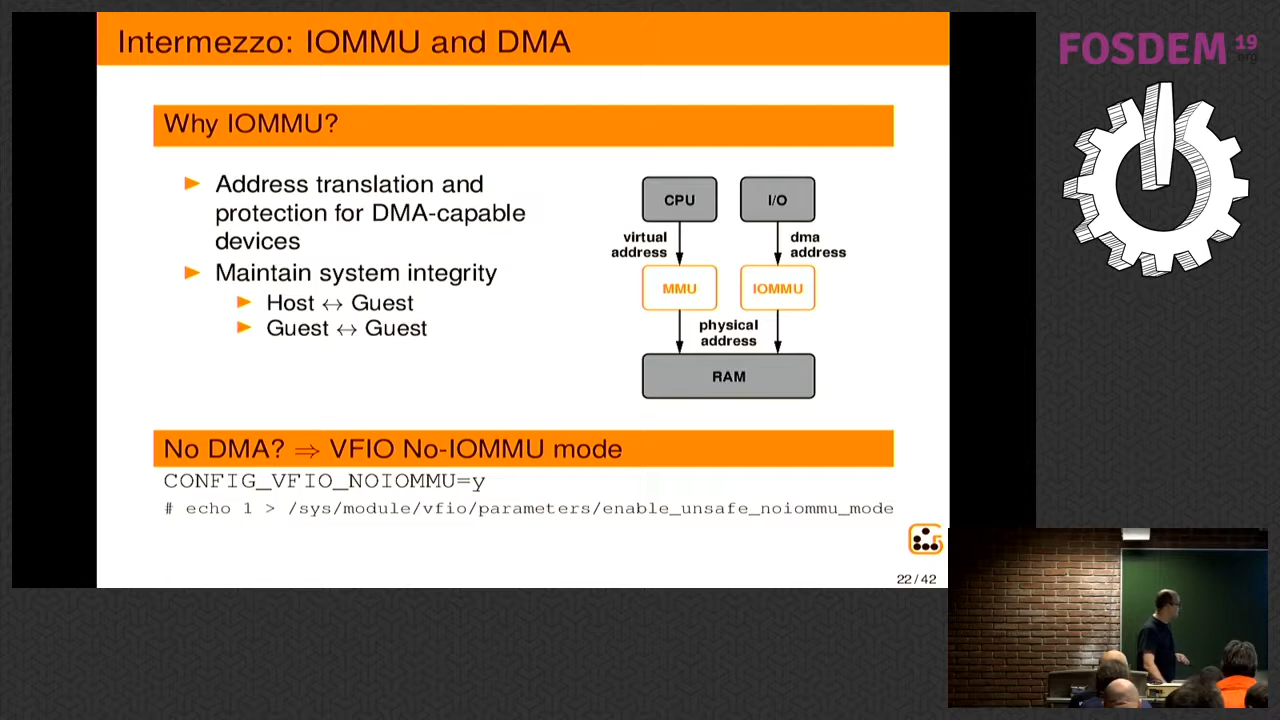 Intermezzo: IOMMU and DMA
FOSDEM 19
.org
Why IOMMU?
Address translation and
protection for DMA-capable
devices
Maintain system integrity
Host ↔ Guest
Guest ↔ Guest
CPU
I/O
virtual
address
dma
address
MMU
IOMMU
physical
address
RAM
No DMA? ⇒ VFIO No-IOMMU mode
CONFIG_VFIO_NOIOMMU=y
# echo 1 > /sys/module/vfio/parameters/enable_unsafe_noiommu_mode
22 / 42